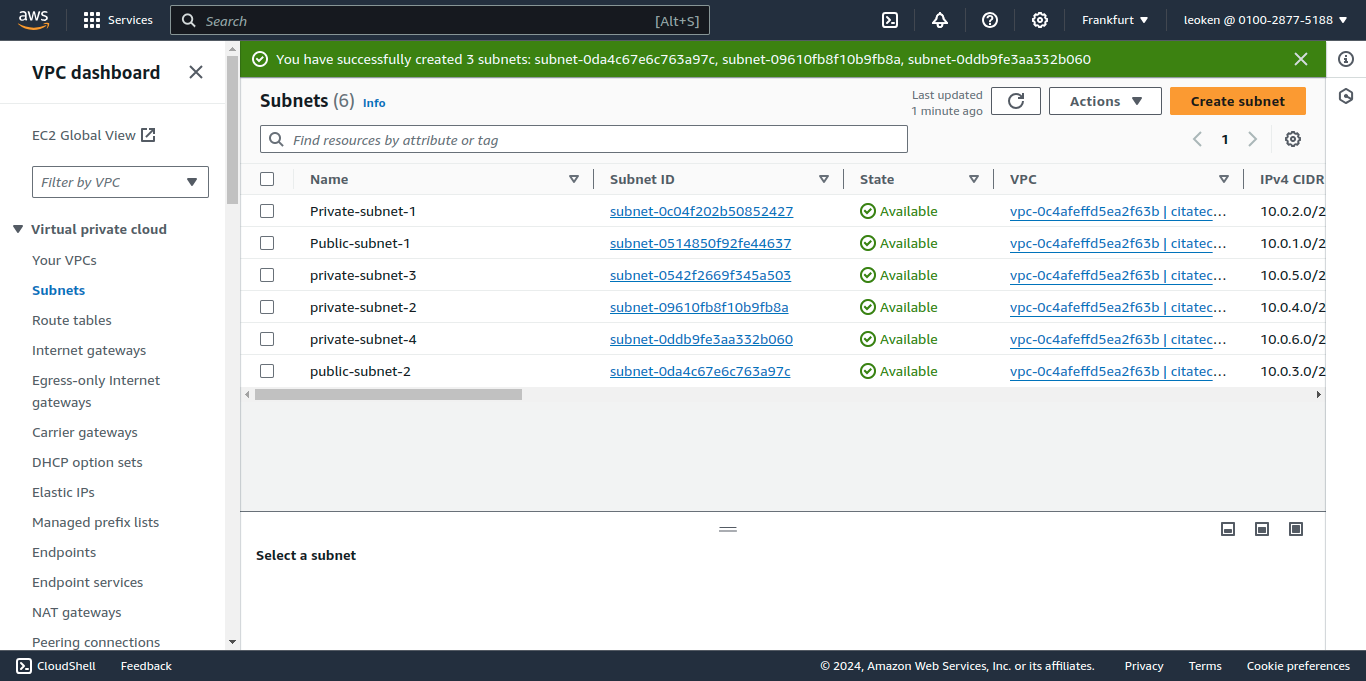 aws Services Search [Alt+S] Frankfurt leoken @ 0100-2877-5188
VPC dashboard
EC2 Global View
Filter by VPC
Virtual private cloud
Your VPCs
Subnets
Route tables
Internet gateways
Egress-only Internet
gateways
Carrier gateways
DHCP option sets
Elastic IPs
Managed prefix lists
Endpoints
Endpoint services
NAT gateways
Peering connections
You have successfully created 3 subnets: subnet-0da4c67e6c763a97c, subnet-09610fb8f10b9fb8a, subnet-0ddb9fe3aa332b060
Subnets (6) Info
Last updated
1 minute ago
Actions
Create subnet
Find resources by attribute or tag
1
Name Subnet ID State VPC IPv4 CIDR
Private-subnet-1 subnet-0c04f202b50852427 Available vpc-0c4afeffd5ea2f63b | citatec... 10.0.2.0/2
Public-subnet-1 subnet-0514850f92fe44637 Available vpc-0c4afeffd5ea2f63b | citatec... 10.0.1.0/2
private-subnet-3 subnet-0542f2669f345a503 Available vpc-0c4afeffd5ea2f63b | citatec... 10.0.5.0/2
private-subnet-2 subnet-09610fb8f10b9fb8a Available vpc-0c4afeffd5ea2f63b | citatec... 10.0.4.0/2
private-subnet-4 subnet-0ddb9fe3aa332b060 Available vpc-0c4afeffd5ea2f63b | citatec... 10.0.6.0/2
public-subnet-2 subnet-0da4c67e6c763a97c Available vpc-0c4afeffd5ea2f63b | citatec... 10.0.3.0/2
Select a subnet
CloudShell Feedback © 2024, Amazon Web Services, Inc. or its affiliates. Privacy Terms Cookie preferences